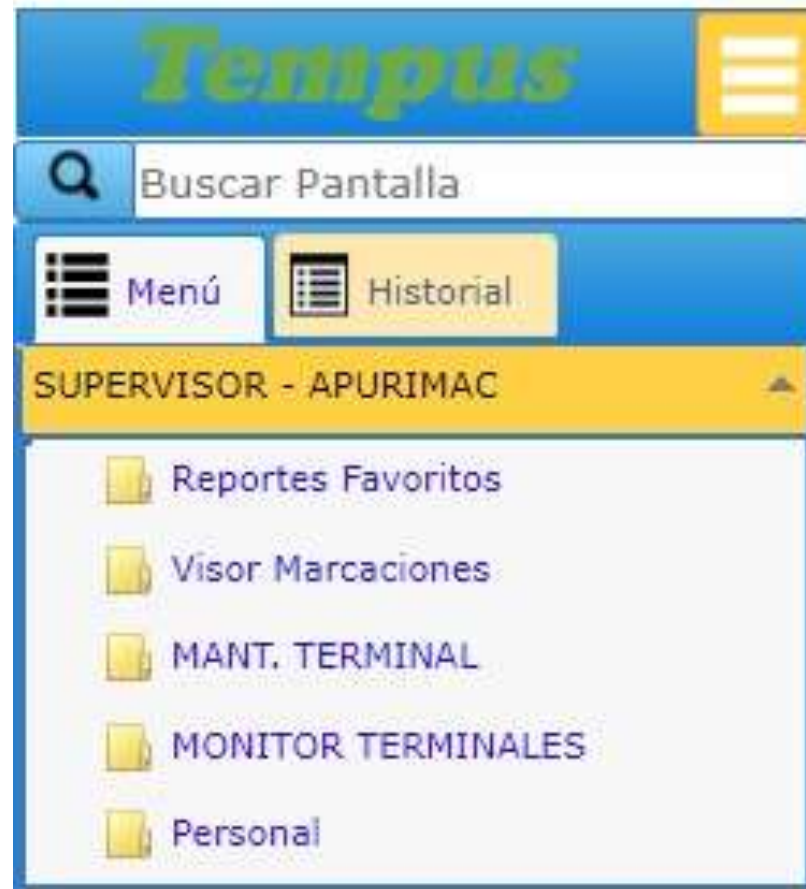 Tempus
Buscar Pantalla
Menú Historial
SUPERVISOR - APURIMAC
Reportes Favoritos
Visor Marcaciones
MANT. TERMINAL
MONITOR TERMINALES
Personal